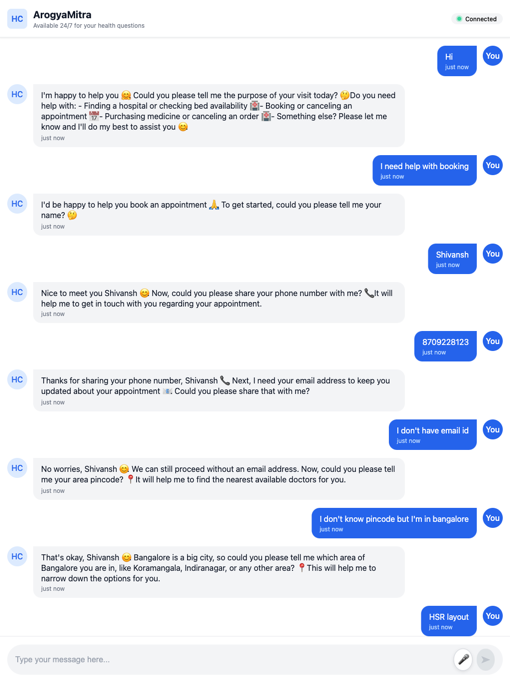 HC
ArogyaMitra
Available 24/7 for your health questions
Connected
Hi
just now
You
HC
I'm happy to help you 😊 Could you please tell me the purpose of your visit today? 🤔Do you need
help with: - Finding a hospital or checking bed availability 🏥- Booking or canceling an
appointment 📅- Purchasing medicine or canceling an order 🏥- Something else? Please let me
know and I'll do my best to assist you 😊
just now
I need help with booking
just now
You
HC
I'd be happy to help you book an appointment 🙏 To get started, could you please tell me your
name? 🤔
just now
Shivansh
just now
You
HC
Nice to meet you Shivansh 😊 Now, could you please share your phone number with me? 📞It will
help me to get in touch with you regarding your appointment.
just now
8709228123
just now
You
HC
Thanks for sharing your phone number, Shivansh 📞 Next, I need your email address to keep you
updated about your appointment 📧 Could you please share that with me?
just now
I don't have email id
just now
You
HC
No worries, Shivansh 😊 We can still proceed without an email address. Now, could you please tell
me your area pincode? 📍It will help me to find the nearest available doctors for you.
just now
I don't know pincode but I'm in bangalore
just now
You
HC
That's okay, Shivansh 😊 Bangalore is a big city, so could you please tell me which area of
Bangalore you are in, like Koramangala, Indiranagar, or any other area? 📍This will help me to
narrow down the options for you.
just now
HSR layout
just now
You
Type your message here...